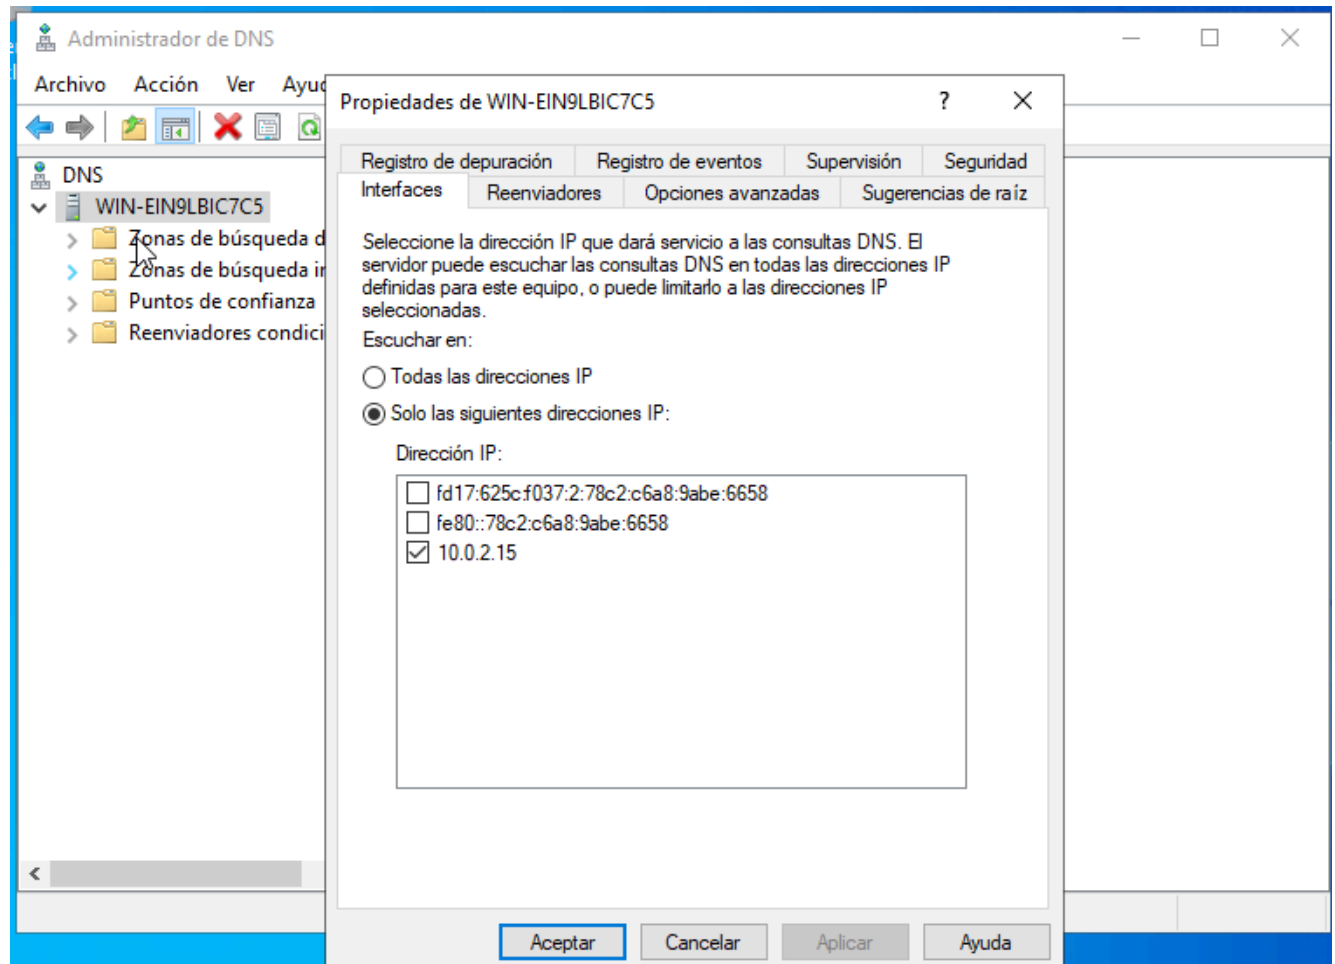 Administrador de DNS
Archivo Acción Ver Ayuc
Propiedades de WIN-EIN9LBIC7C5
?
DNS
WIN-EIN9LBIC7C5
Zonas de búsqueda d
Zonas de búsqueda in
Puntos de confianza
Reenviadores condici
Registro de depuración Registro de eventos Supervisión Seguridad
Interfaces Reenviadores Opciones avanzadas Sugerencias de raíz
Seleccione la dirección IP que dará servicio a las consultas DNS. El
servidor puede escuchar las consultas DNS en todas las direcciones IP
definidas para este equipo, o puede limitarlo a las direcciones IP
seleccionadas.
Escuchar en:
Todas las direcciones IP
Solo las siguientes direcciones IP:
Dirección IP:
fd17:625c:f037:2:78c2:c6a8:9abe:6658
fe80::78c2:c6a8:9abe:6658
10.0.2.15
Aceptar Cancelar Aplicar Ayuda